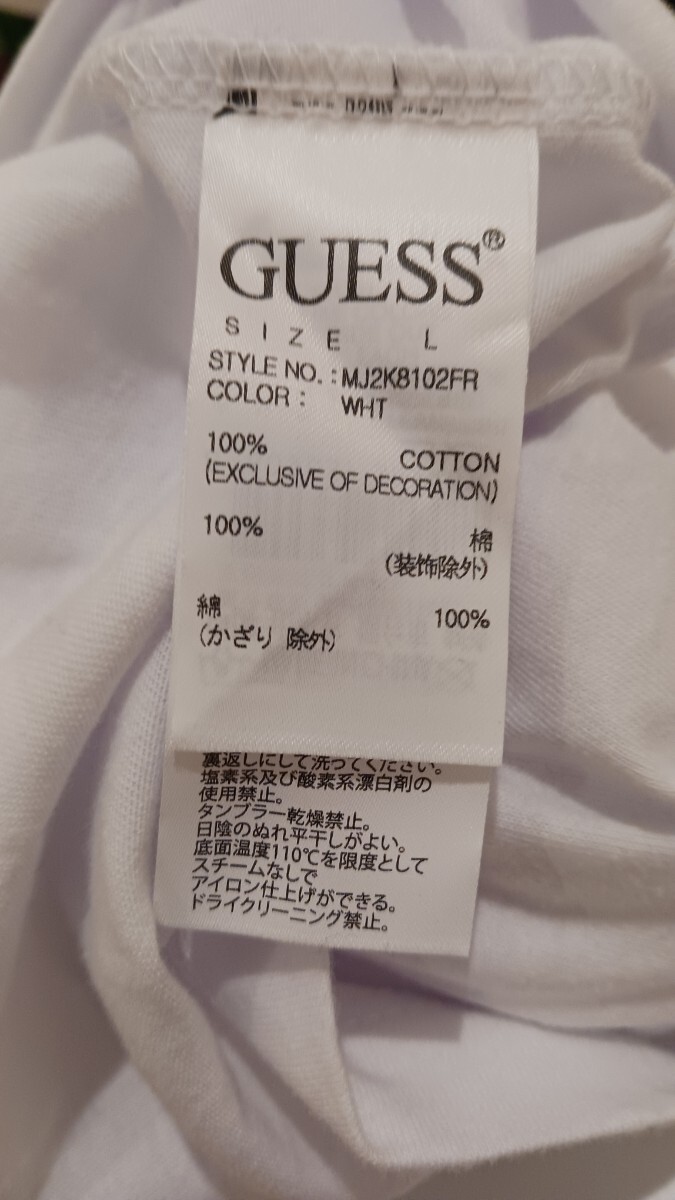 GUESS®
SIZE L
STYLE NO. : MJ2K8102FR
COLOR : WHT
100% COTTON
(EXCLUSIVE OF DECORATION)
100% 棉
(装饰除外)
綿 100%
(かざり 除外)
裏返しにして洗ってください。
塩素系及び酸素系漂白剤の
使用禁止。
タンブラー乾燥禁止。
日陰のぬれ平干しがよい。
底面温度110℃を限度として
スチームなしで
アイロン仕上げができる。
ドライクリーニング禁止。